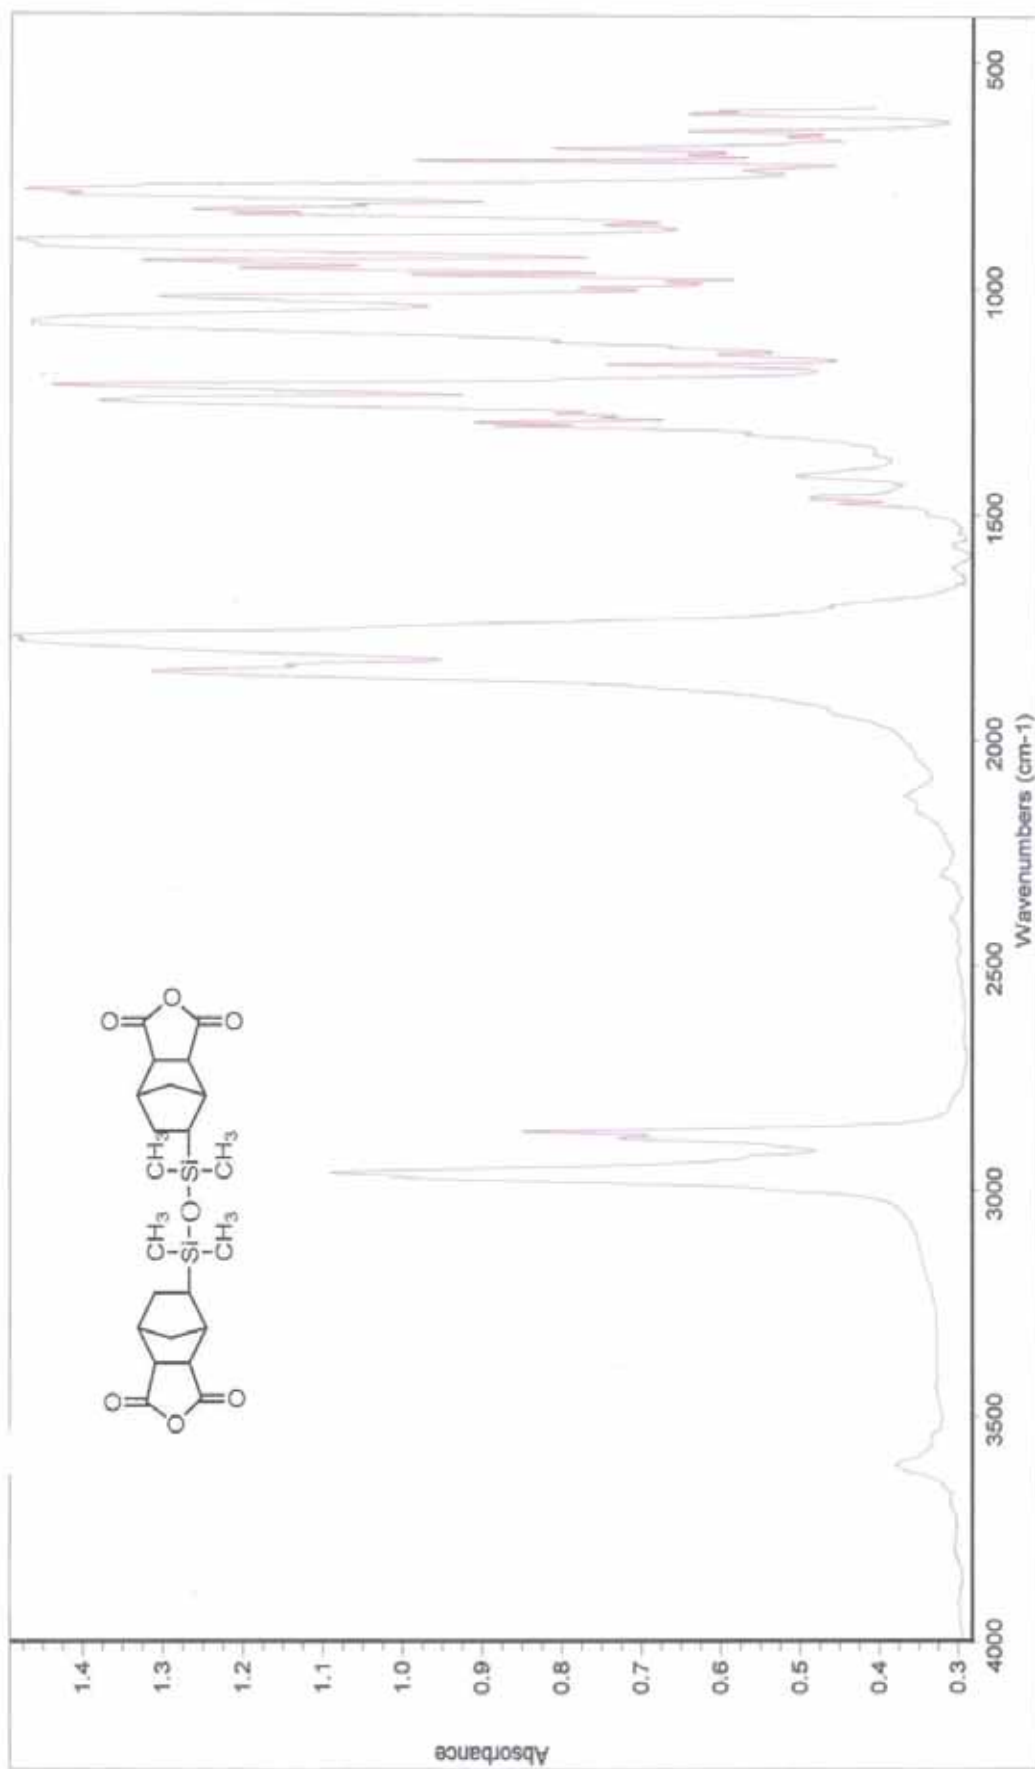 Absorbance
1.4
1.3
1.2
1.1
1.0
0.9
0.8
0.7
0.6
0.5
0.4
0.3
O O
CH3 CH3 CH3
O Si-O-Si O
CH3 CH3
O O
4000 3500 3000 2500 2000 1500 1000 500
Wavenumbers (cm-1)